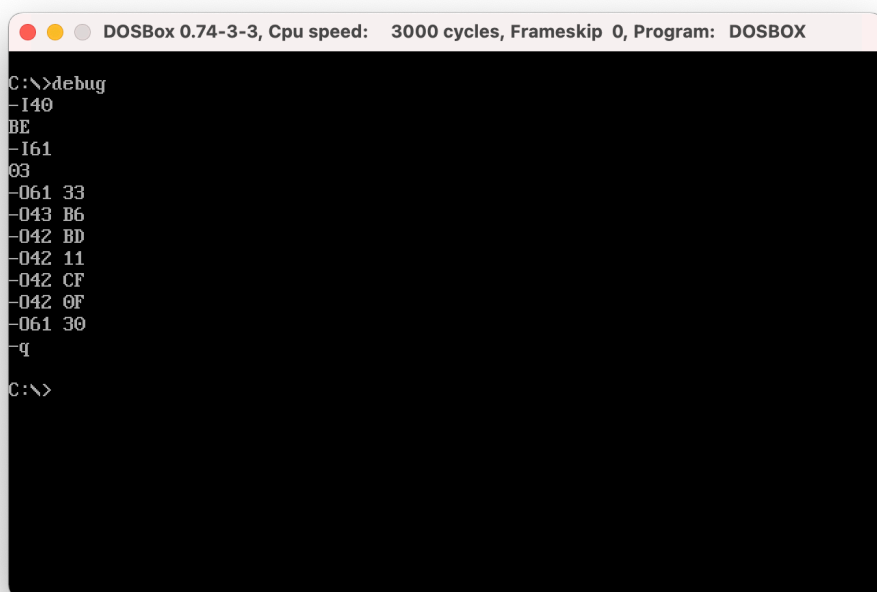 DOSBox 0.74-3-3, Cpu speed: 3000 cycles, Frameskip 0, Program: DOSBOX
C:\>debug
-I40
BE
-I61
03
-O61 33
-O43 B6
-O42 BD
-O42 11
-O42 CF
-O42 0F
-O61 30
-q
C:\>